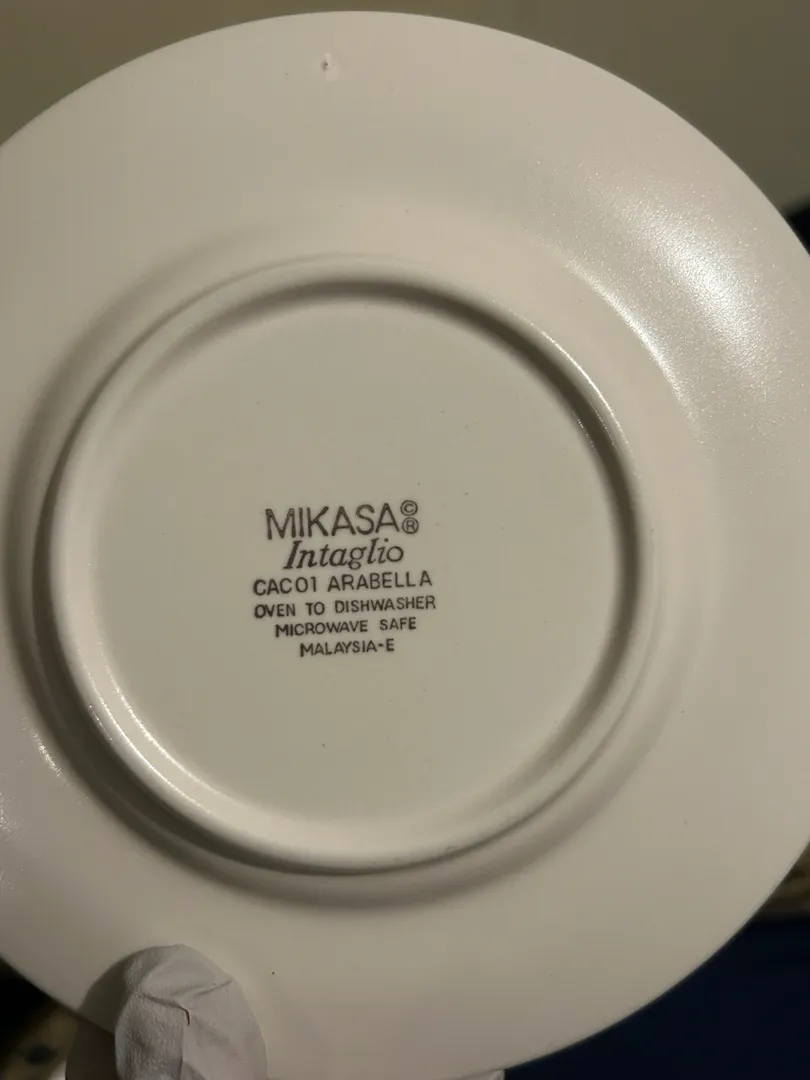 MIKASA©®
Intaglio
CAC01 ARABELLA
OVEN TO DISHWASHER
MICROWAVE SAFE
MALAYSIA-E